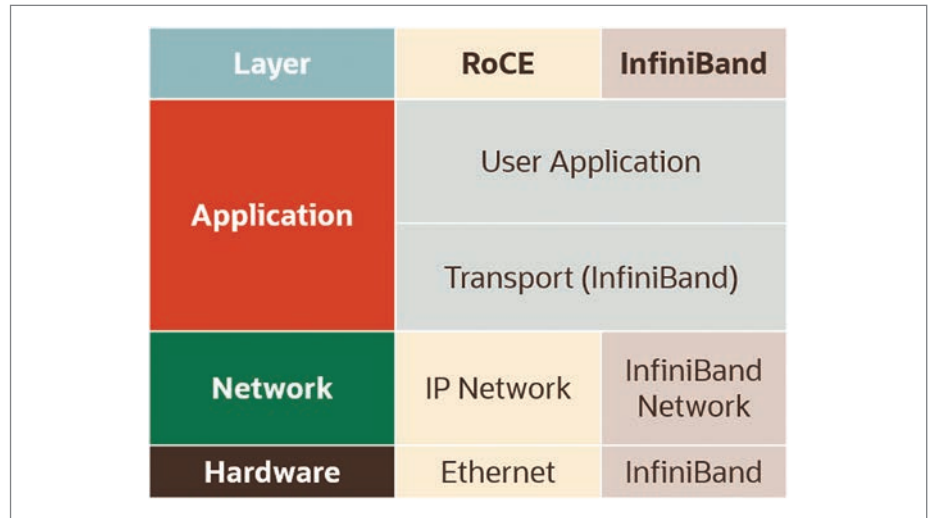 Layer RoCE InfiniBand
User Application
Application
Transport (InfiniBand)
Network IP Network InfiniBand
Network
Hardware Ethernet InfiniBand